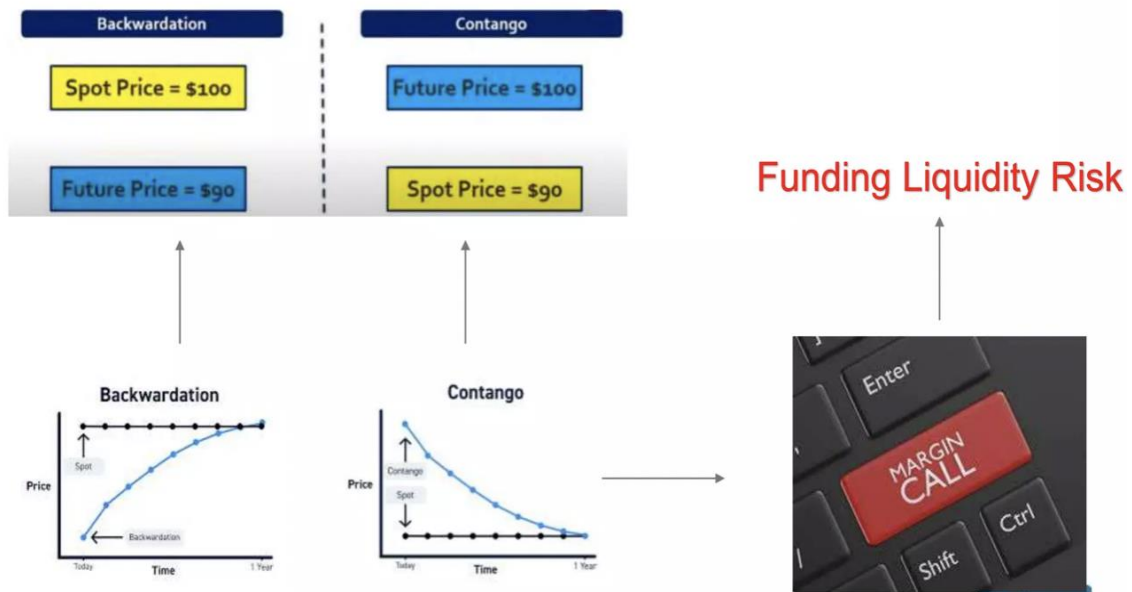 Backwardation
Contango
Spot Price = $100
Future Price = $100
Future Price = $90
Spot Price = $90
Funding Liquidity Risk
Backwardation
Spot
Price
Backwardation
Today
Time
1 Year
Contango
Contango
Spot
Price
Today
Time
1 Year
Enter
MARGIN
CALL
Ctrl
Shift